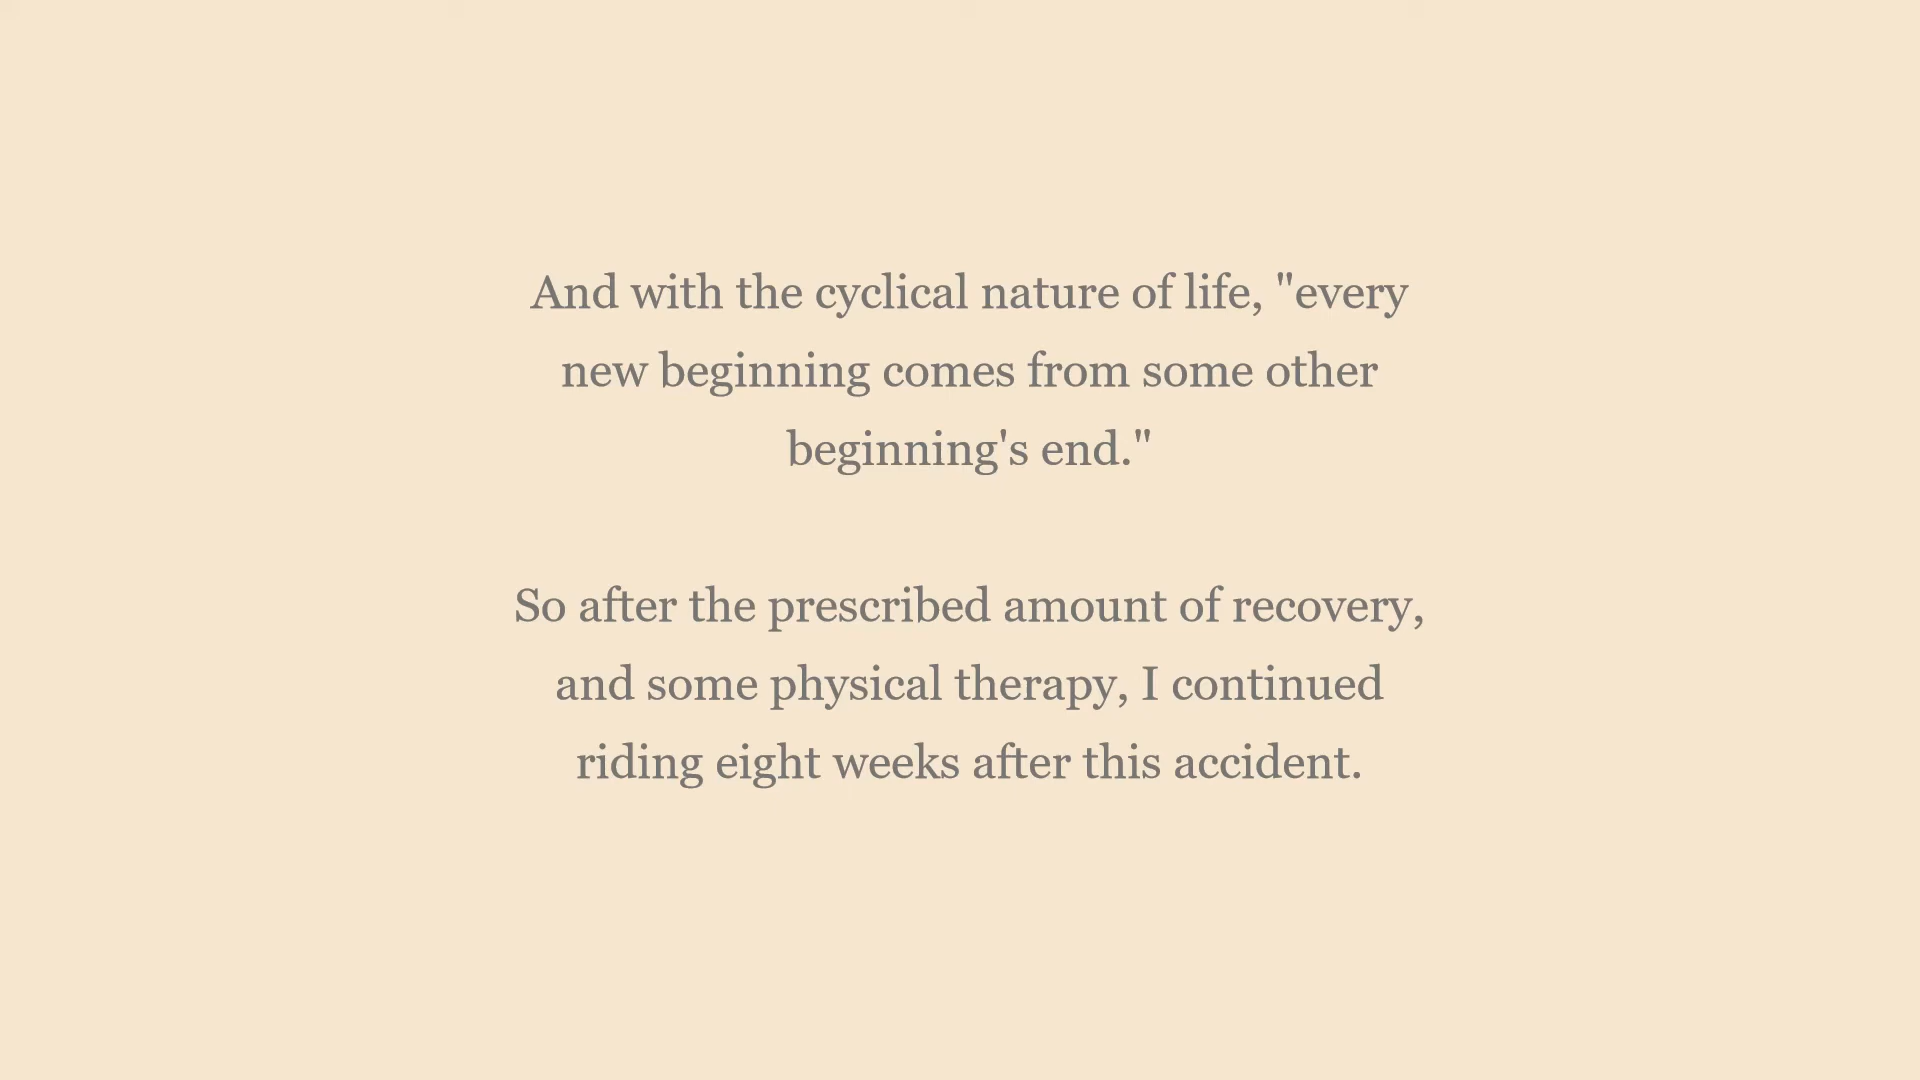 And with the cyclical nature of life, "every
new beginning comes from some other
beginning's end."
So after the prescribed amount of recovery,
and some physical therapy, I continued
riding eight weeks after this accident.